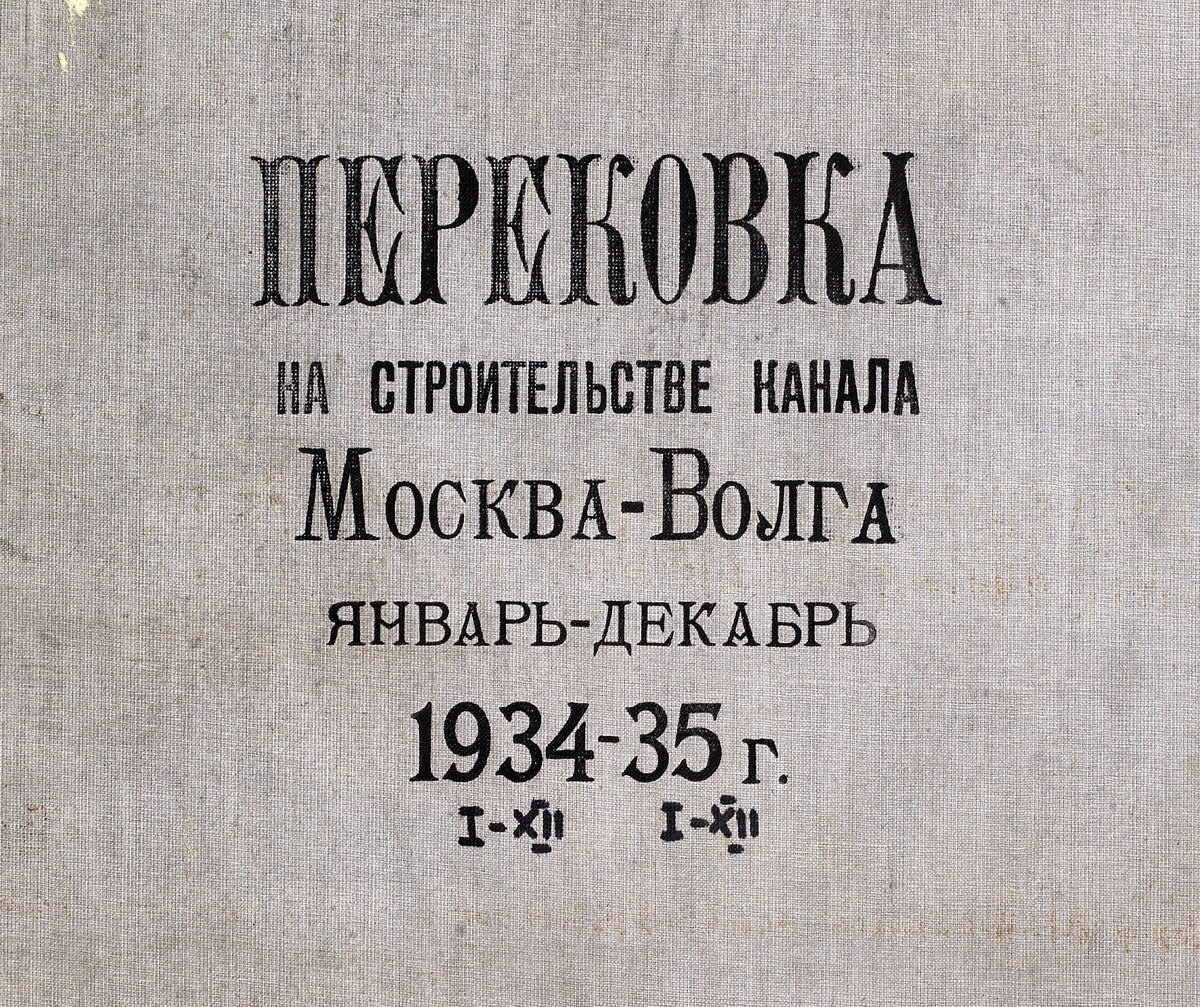 ПЕРЕКОВКА
НА СТРОИТЕЛЬСТВЕ КАНАЛА
МОСКВА-ВОЛГА
ЯНВАРЬ-ДЕКАБРЬ
1934-35 г.
I-XII I-XII